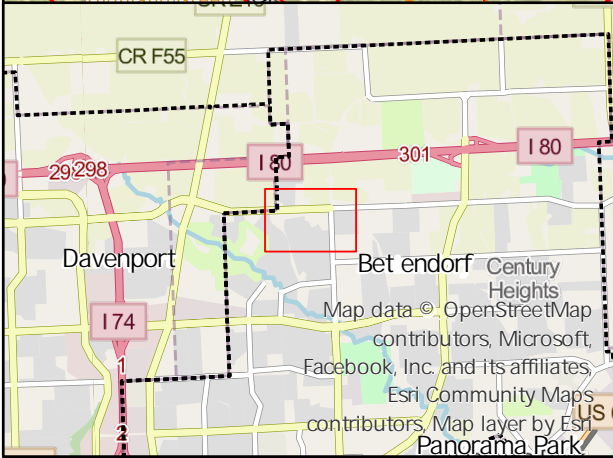 CR F55
I 80
I 80
298
301
Davenport
Bet endorf
Century
Heights
I 74
Map data © OpenStreetMap
contributors, Microsoft,
Facebook, Inc. and its affiliates,
Esri Community Maps
contributors, Map layer by Esri
1
2
US
Panorama Park